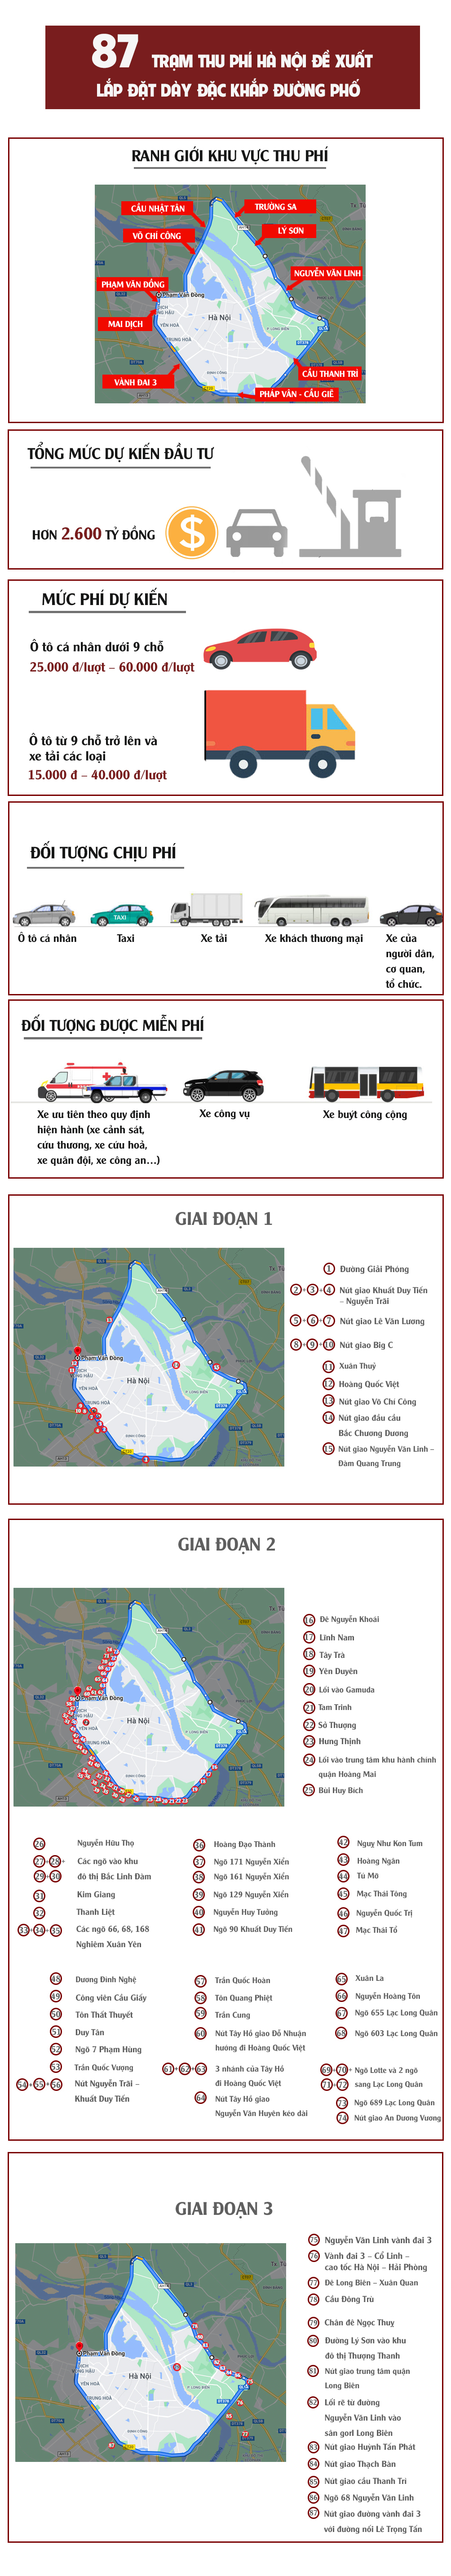 87 TRẠM THU PHÍ HÀ NỘI ĐỀ XUẤT
LẮP ĐẶT DÀY ĐẶC KHẮP ĐƯỜNG PHỐ
RANH GIỚI KHU VỰC THU PHÍ
CẦU NHẬT TÂN
TRƯỜNG SA
VÕ CHÍ CÔNG
LÝ SƠN
NGUYỄN VĂN LINH
PHẠM VĂN ĐỒNG
Phạm Văn Đồng
MAI DỊCH
Hà Nội
VÀNH ĐAI 3
CẦU THANH TRÌ
PHÁP VÂN - CẦU GIẼ
TỔNG MỨC DỰ KIẾN ĐẦU TƯ
HƠN 2.600 TỶ ĐỒNG
MỨC PHÍ DỰ KIẾN
Ô tô cá nhân dưới 9 chỗ
25.000 đ/lượt – 60.000 đ/lượt
Ô tô từ 9 chỗ trở lên và
xe tải các loại
15.000 đ – 40.000 đ/lượt
ĐỐI TƯỢNG CHỊU PHÍ
TAXI
Ô tô cá nhân
Taxi
Xe tải
Xe khách thương mại
Xe của
người dân,
cơ quan,
tổ chức.
ĐỐI TƯỢNG ĐƯỢC MIỄN PHÍ
Xe ưu tiên theo quy định
hiện hành (xe cảnh sát,
cứu thương, xe cứu hoả,
xe quân đội, xe công an...)
Xe công vụ
Xe buýt công cộng
GIAI ĐOẠN 1
Phạm Văn Đồng
Hà Nội
1 Đường Giải Phóng
2+3+4 Nút giao Khuất Duy Tiến
– Nguyễn Trãi
5+6+7 Nút giao Lê Văn Lương
8+9+10 Nút giao Big C
11 Xuân Thuỷ
12 Hoàng Quốc Việt
13 Nút giao Võ Chí Công
14 Nút giao đầu cầu
Bắc Chương Dương
15 Nút giao Nguyễn Văn Linh –
Đàm Quang Trung
GIAI ĐOẠN 2
Phạm Văn Đồng
Hà Nội
16 Đê Nguyễn Khoái
17 Lĩnh Nam
18 Tây Trà
19 Yên Duyên
20 Lối vào Gamuda
21 Tam Trinh
22 Sở Thượng
23 Hưng Thịnh
24 Lối vào trung tâm khu hành chính
quận Hoàng Mai
25 Bùi Huy Bích
26 Nguyễn Hữu Thọ
27+28+ Các ngõ vào khu
29+30 đô thị Bắc Linh Đàm
31 Kim Giang
32 Thanh Liệt
33+34+35 Các ngõ 66, 68, 168
Nghiêm Xuân Yên
36 Hoàng Đạo Thành
37 Ngõ 171 Nguyễn Xiển
38 Ngõ 161 Nguyễn Xiển
39 Ngõ 129 Nguyễn Xiển
40 Nguyễn Huy Tưởng
41 Ngõ 90 Khuất Duy Tiến
42 Nguỵ Như Kon Tum
43 Hoàng Ngân
44 Tú Mỡ
45 Mạc Thái Tông
46 Nguyễn Quốc Trị
47 Mạc Thái Tổ
48 Dương Đình Nghệ
49 Công viên Cầu Giấy
50 Tôn Thất Thuyết
51 Duy Tân
52 Ngõ 7 Phạm Hùng
53 Trần Quốc Vượng
54+55+56 Nút Nguyễn Trãi –
Khuất Duy Tiến
57 Trần Quốc Hoàn
58 Tôn Quang Phiệt
59 Trần Cung
60 Nút Tây Hồ giao Đỗ Nhuận
hướng đi Hoàng Quốc Việt
61+62+63 3 nhánh của Tây Hồ
đi Hoàng Quốc Việt
64 Nút Tây Hồ giao
Nguyễn Văn Huyên kéo dài
65 Xuân La
66 Nguyễn Hoàng Tôn
67 Ngõ 655 Lạc Long Quân
68 Ngõ 603 Lạc Long Quân
69+70+ Ngõ Lotte và 2 ngõ
71+72 sang Lạc Long Quân
73 Ngõ 689 Lạc Long Quân
74 Nút giao An Dương Vương
GIAI ĐOẠN 3
Phạm Văn Đồng
Hà Nội
75 Nguyễn Văn Linh vành đai 3
76 Vành đai 3 – Cổ Linh –
cao tốc Hà Nội – Hải Phòng
77 Đê Long Biên – Xuân Quan
78 Cầu Đông Trù
79 Chân đê Ngọc Thuỵ
80 Đường Lý Sơn vào khu
đô thị Thượng Thanh
81 Nút giao trung tâm quận
Long Biên
82 Lối rẽ từ đường
Nguyễn Văn Linh vào
sân gorl Long Biên
83 Nút giao Huỳnh Tấn Phát
84 Nút giao Thạch Bàn
85 Nút giao cầu Thanh Trì
86 Ngõ 68 Nguyễn Văn Linh
87 Nút giao đường vành đai 3
với đường nối Lê Trọng Tấn